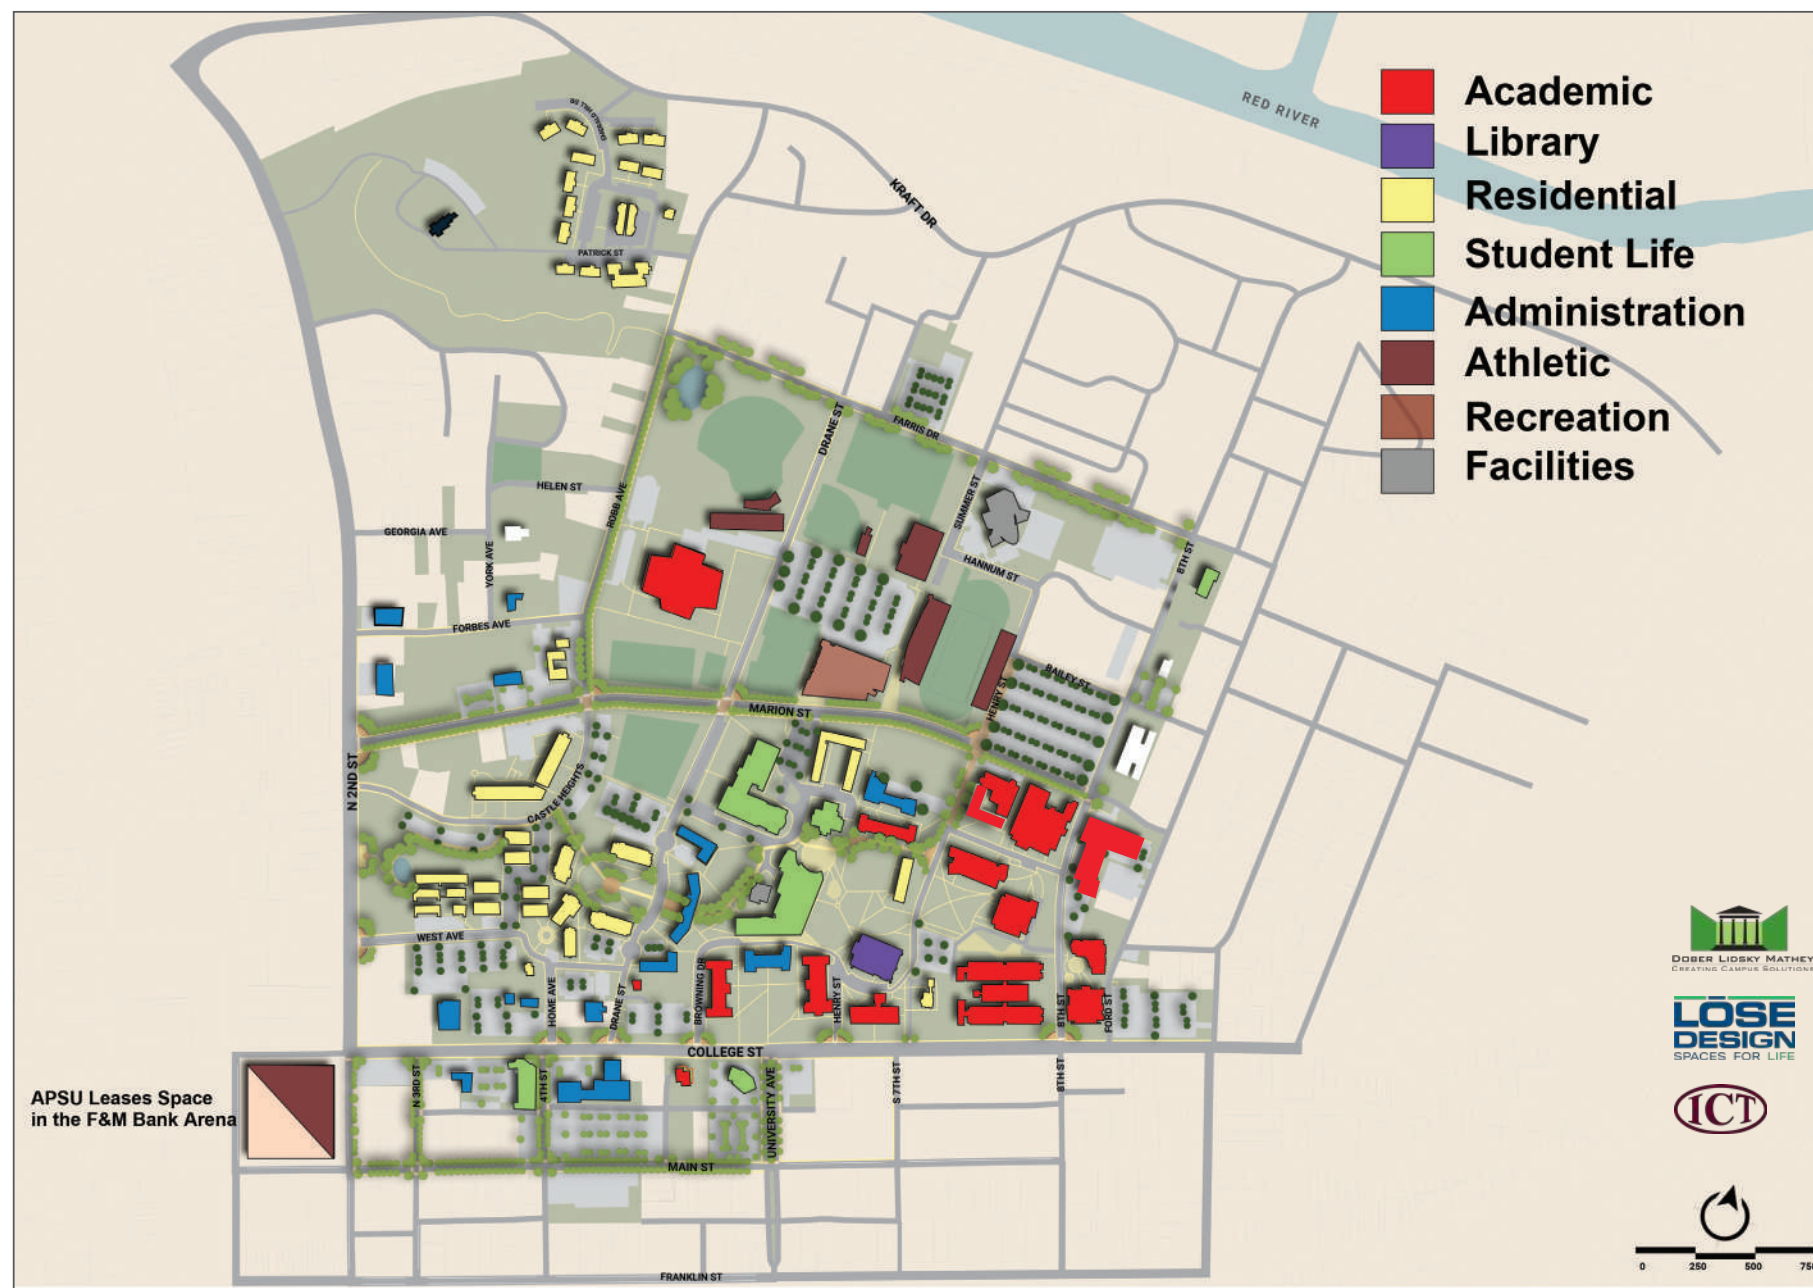 RED RIVER
Academic
Library
Residential
Student Life
Administration
Athletic
Recreation
Facilities
EMERALD HILL DR
KRAFT DR
PATRICK ST
DRANE ST
FARRIS DR
HELEN ST
ROBB AVE
SUMMER ST
GEORGIA AVE
YORK AVE
HANNUM ST
8TH ST
FORBES AVE
BAILEY ST
HENRY ST
MARION ST
N 2ND ST
CASTLE HEIGHTS
WEST AVE
HOME AVE
DRANE ST
BROWNING DR
HENRY ST
8TH ST
FORD ST
COLLEGE ST
N 3RD ST
4TH ST
UNIVERSITY AVE
S 7TH ST
8TH ST
APSU Leases Space
in the F&M Bank Arena
MAIN ST
FRANKLIN ST
DOBER LIDSKY MATHEY
CREATING CAMPUS SOLUTIONS
LOSE
DESIGN
SPACES FOR LIFE
ICT
0 250 500 750